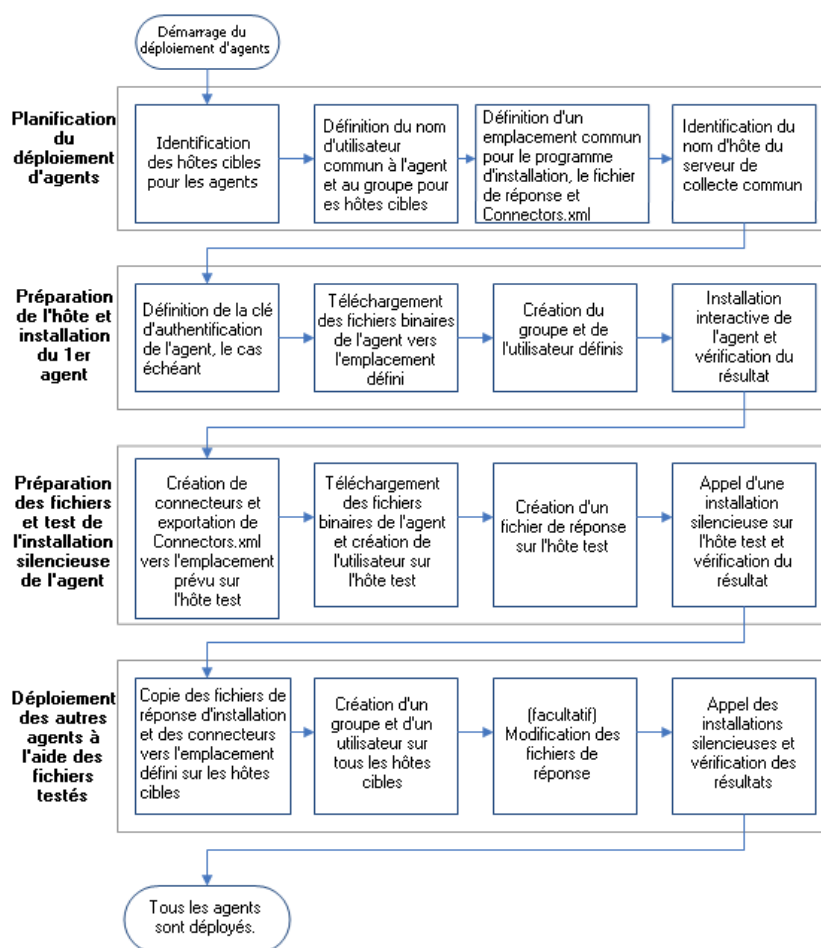 Démarrage du
déploiement d'agents
Planification
du
déploiement
d'agents
Identification
des hôtes cibles
pour les agents
Définition du nom
d'utilisateur
commun à l'agent
et au groupe pour
es hôtes cibles
Définition d'un
emplacement commun
pour le programme
d'installation, le fichier
de réponse et
Connectors.xml
Identification du
nom d'hôte du
serveur de
collecte commun
Préparation
de l'hôte et
installation
du 1er
agent
Définition de la clé
d'authentification
de l'agent, le cas
échéant
Téléchargement
des fichiers binaires
de l'agent vers
l'emplacement
défini
Création du
groupe et de
l'utilisateur définis
Installation
interactive de
l'agent et
vérification du
résultat
Préparation
des fichiers
et test de
l'installation
silencieuse
de l'agent
Création de
connecteurs et
exportation de
Connectors.xml
vers l'emplacement
prévu sur
l'hôte test
Téléchargement
des fichiers
binaires de l'agent
et création de
l'utilisateur sur
l'hôte test
Création d'un
fichier de réponse
sur l'hôte test
Appel d'une
installation
silencieuse sur
l'hôte test et
vérification du
résultat
Déploiement
des autres
agents à
l'aide des
fichiers
testés
Copie des fichiers de
réponse d'installation
et des connecteurs
vers l'emplacement
défini sur les hôtes
cibles
Création d'un
groupe et d'un
utilisateur sur
tous les hôtes
cibles
(facultatif)
Modification des
fichiers de
réponse
Appel des
installations
silencieuses et
vérification des
résultats
Tous les agents
sont déployés.